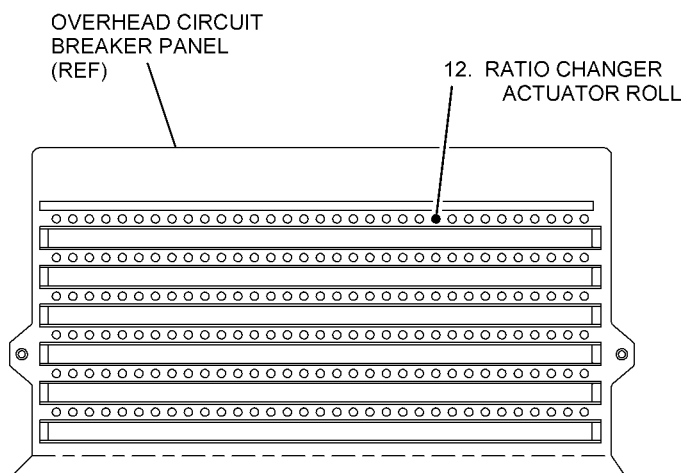 OVERHEAD CIRCUIT
BREAKER PANEL
(REF)
12. RATIO CHANGER
ACTUATOR ROLL